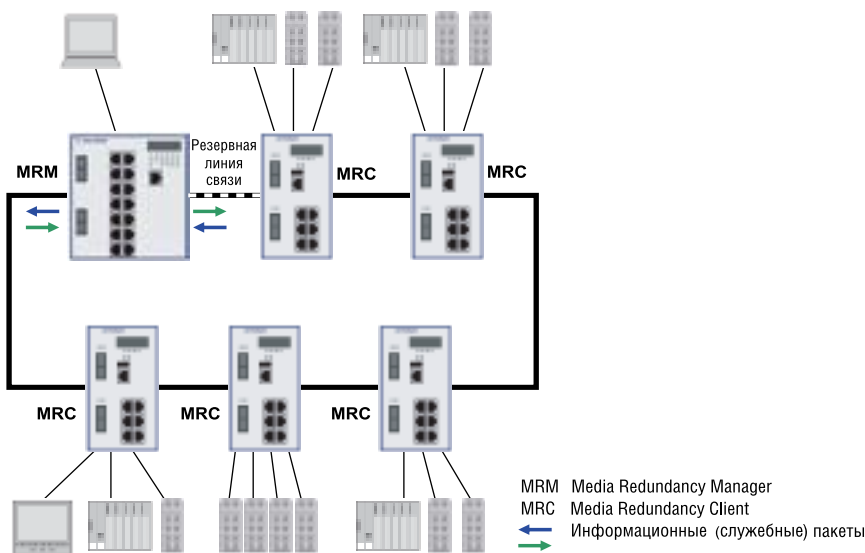 Резервная
линия
связи
MRM
MRC
MRC
MRC
MRC
MRC
MRM Media Redundancy Manager
MRC Media Redundancy Client
Информационные (служебные) пакеты